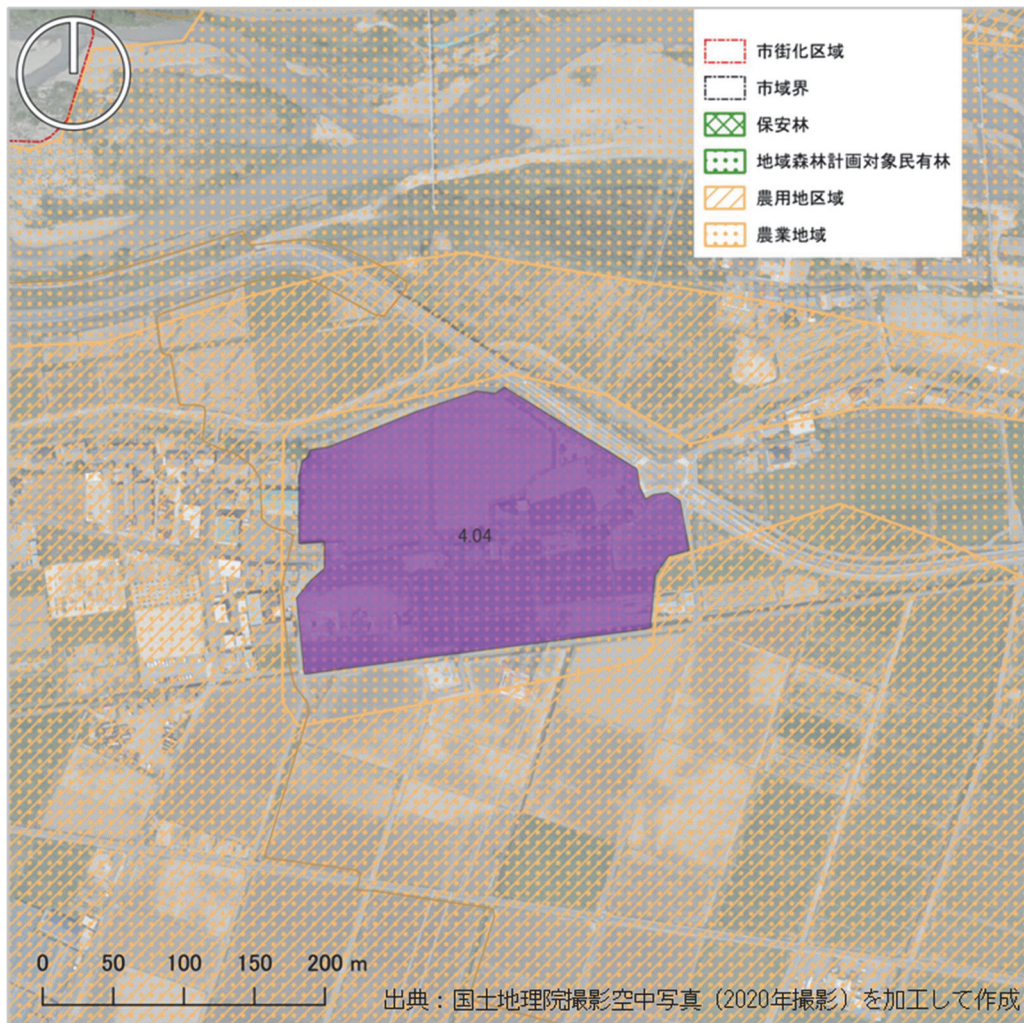 市街化区域
市域界
保安林
地域森林計画対象民有林
農用地区域
農業地域
4.04
0 50 100 150 200 m
出典：国土地理院撮影空中写真（2020年撮影）を加工して作成